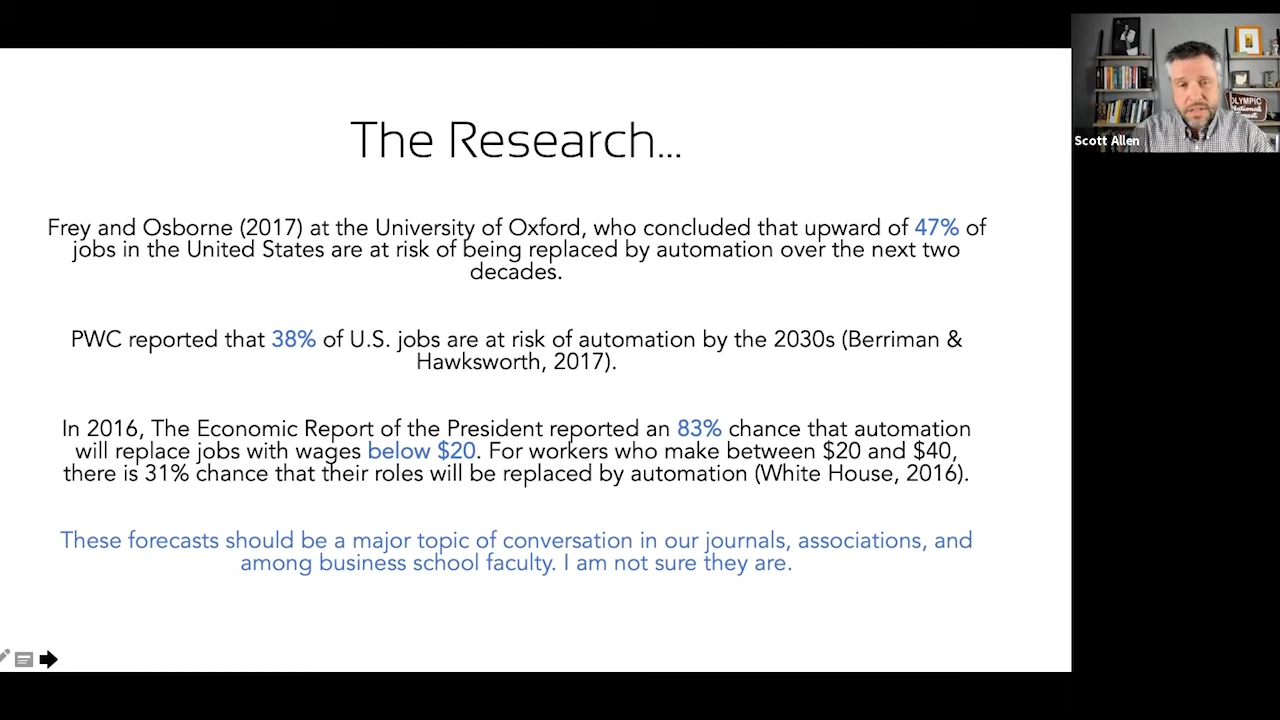 The Research...
Frey and Osborne (2017) at the University of Oxford, who concluded that upward of 47% of
jobs in the United States are at risk of being replaced by automation over the next two
decades.
PWC reported that 38% of U.S. jobs are at risk of automation by the 2030s (Berriman &
Hawksworth, 2017).
In 2016, The Economic Report of the President reported an 83% chance that automation
will replace jobs with wages below $20. For workers who make between $20 and $40,
there is 31% chance that their roles will be replaced by automation (White House, 2016).
These forecasts should be a major topic of conversation in our journals, associations, and
among business school faculty. I am not sure they are.
OLYMPIC
National
Forest
Scott Allen